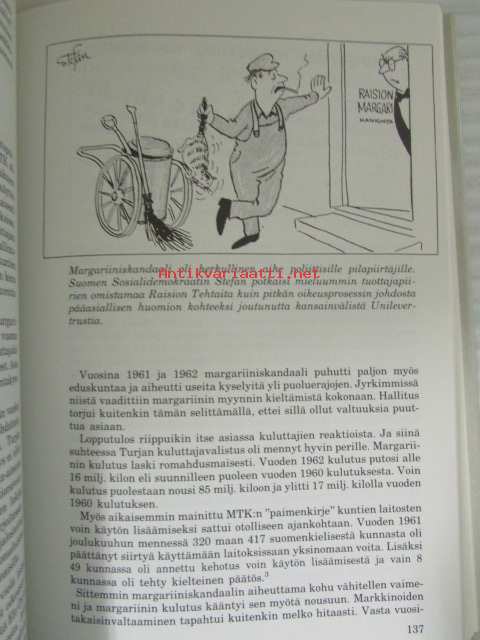 Stefan
RAISION
MARGARI
Margariiniskandaali oli herkullinen aihe poliittisille pilapiirtäjille.
Antiikkivariaatti.net
Suomen Sosialidemokraatin Stefan potkaisi mieluummin tuottajapii-
rien omistamaa Raision Tehtaita kuin pitkän oikeusprosessin johdosta
pääasiallisen huomion kohteeksi joutunutta kansainvälistä Unilever-
trustia.
Vuosina 1961 ja 1962 margariiniskandaali puhutti paljon myös
eduskuntaa ja aiheutti useita kyselyitä yli puoluerajojen. Jyrkimmissä
niistä vaadittiin margariinin myynnin kieltämistä kokonaan. Hallitus
torjui kuitenkin tämän selittämällä, ettei sillä ollut valtuuksia puut-
tua asiaan.
Lopputulos riippuikin itse asiassa kuluttajien reaktioista. Ja siinä
suhteessa Turjan kuluttajavalistus oli mennyt hyvin perille. Margarii-
nin kulutus laski romahdusmaisesti. Vuoden 1962 kulutus putosi alle
16 milj. kilon eli suunnilleen puoleen vuoden 1960 kulutuksesta. Voin
kulutus puolestaan nousi 85 milj. kiloon ja ylitti 17 milj. kilolla vuoden
1960 kulutuksen.
Myös aikaisemmin mainittu MTK:n "paimenkirje" kuntien laitosten
voin käytön lisäämiseksi sattui otolliseen ajankohtaan. Vuoden 1961
joulukuuhun mennessä 320 maan 417 suomenkielisestä kunnasta oli
päättänyt siirtyä käyttämään laitoksissaan yksinomaan voita. Lisäksi
49 kunnassa oli annettu kehotus voin käytön lisäämisestä ja vain 8
kunnassa oli tehty kielteinen päätös.³
Sittemmin margariiniskandaalin aiheuttama kohu vähitellen vaime-
ni ja margariinin kulutus kääntyi sen myötä nousuun. Markkinoiden
takaisinvaltaaminen tapahtui kuitenkin melko hitaasti. Vasta vuosi-
137